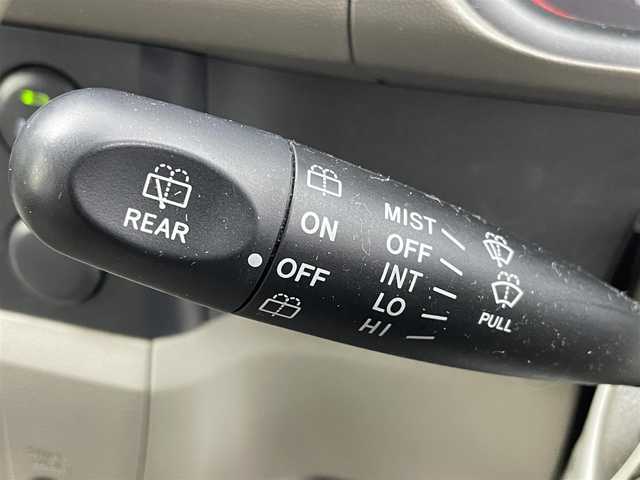 REAR
ON
OFF
MIST
OFF
INT
LO
HI
PULL